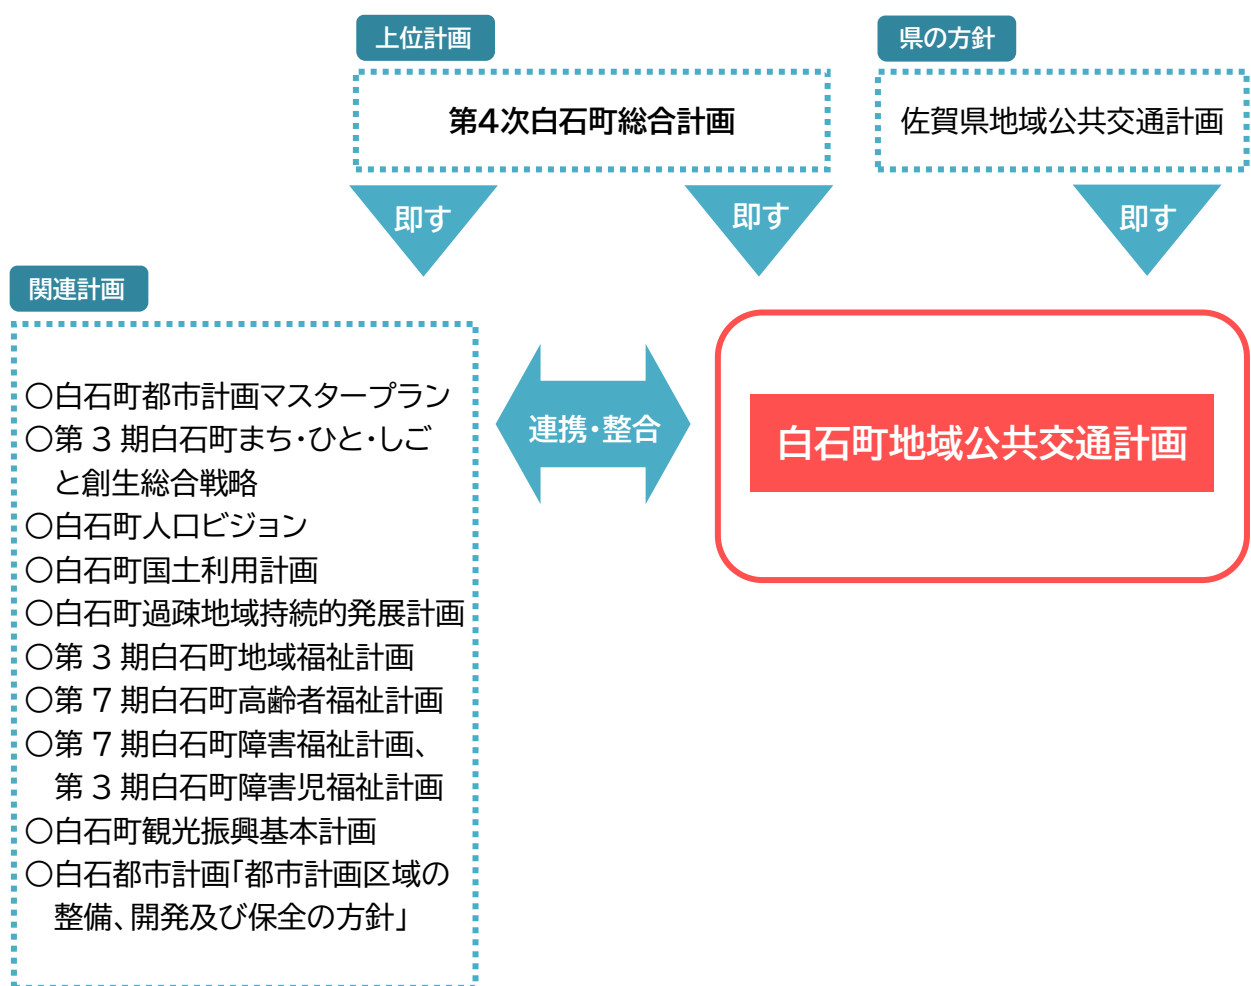 上位計画
県の方針
第4次白石町総合計画
佐賀県地域公共交通計画
即す
即す
即す
関連計画
〇白石町都市計画マスタープラン
〇第3期白石町まち・ひと・しご
と創生総合戦略
〇白石町人口ビジョン
〇白石町国土利用計画
〇白石町過疎地域持続的発展計画
〇第3期白石町地域福祉計画
〇第7期白石町高齢者福祉計画
〇第7期白石町障害福祉計画、
第3期白石町障害児福祉計画
〇白石町観光振興基本計画
〇白石都市計画「都市計画区域の
整備、開発及び保全の方針」
連携・整合
白石町地域公共交通計画